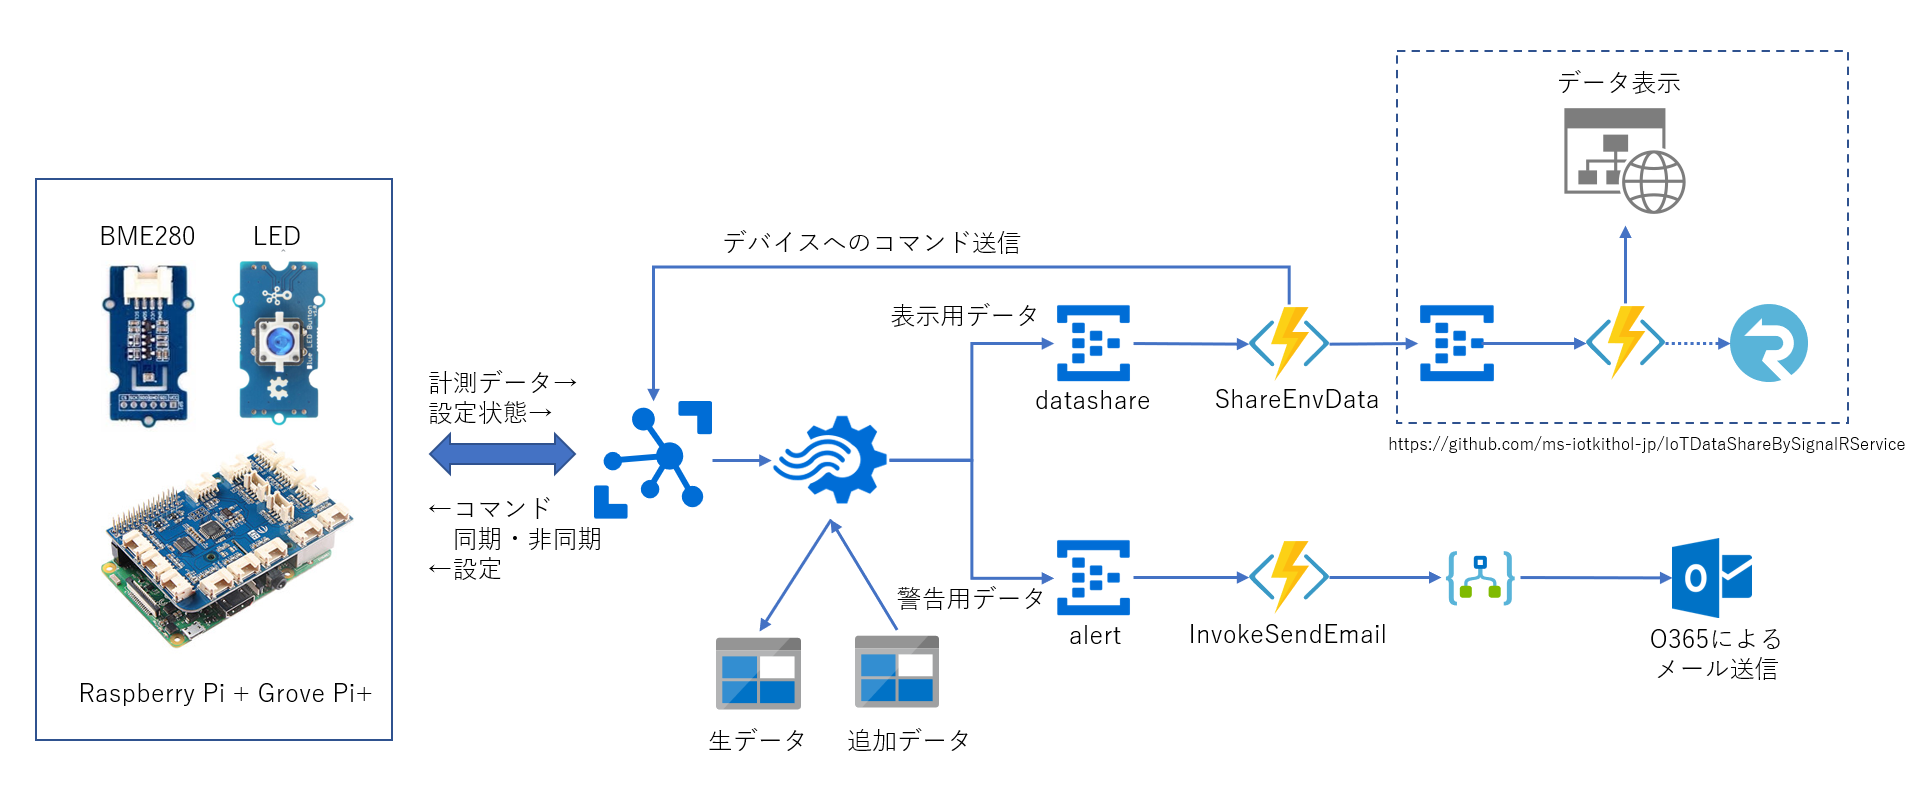 データ表示
BME280
LED
デバイスへのコマンド送信
表示用データ
計測データ→
設定状態→
datashare
ShareEnvData
https://github.com/ms-iotkithol-jp/IoTDataShareBySignalRService
←コマンド
同期・非同期
←設定
警告用データ
alert
InvokeSendEmail
O365による
メール送信
Raspberry Pi + Grove Pi+
生データ
追加データ